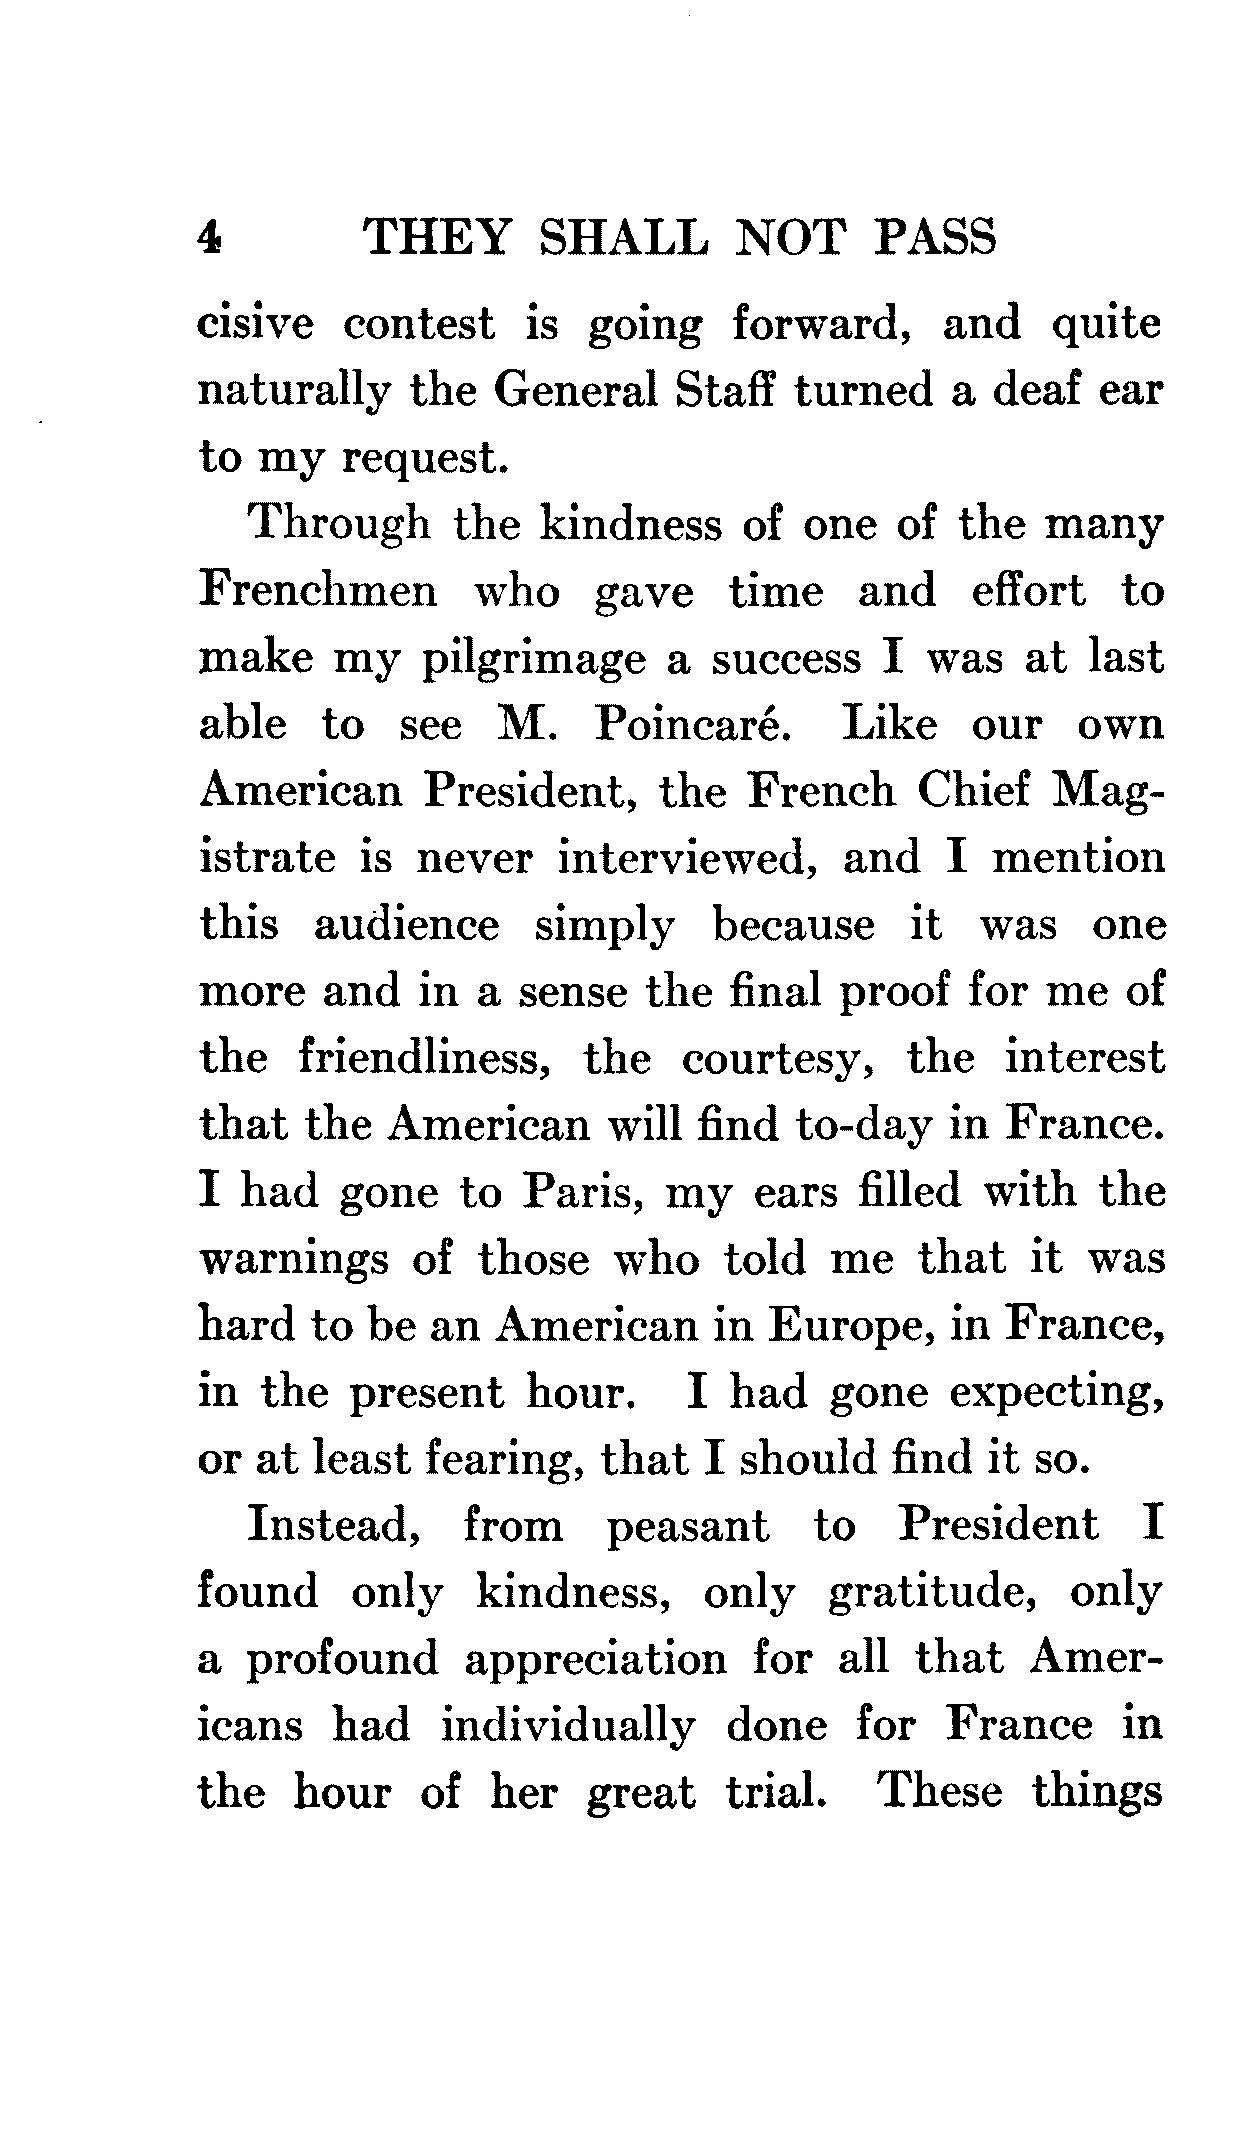 4 THEY SHALL NOT PASS
cisive contest is going forward, and quite
naturally the General Staff turned a deaf ear
to my request.
Through the kindness of one of the many
Frenchmen who gave time and effort to
make my pilgrimage a success I was at last
able to see M. Poincaré. Like our own
American President, the French Chief Mag-
istrate is never interviewed, and I mention
this audience simply because it was one
more and in a sense the final proof for me of
the friendliness, the courtesy, the interest
that the American will find to-day in France.
I had gone to Paris, my ears filled with the
warnings of those who told me that it was
hard to be an American in Europe, in France,
in the present hour. I had gone expecting,
or at least fearing, that I should find it so.
Instead, from peasant to President I
found only kindness, only gratitude, only
a profound appreciation for all that Amer-
icans had individually done for France in
the hour of her great trial. These things